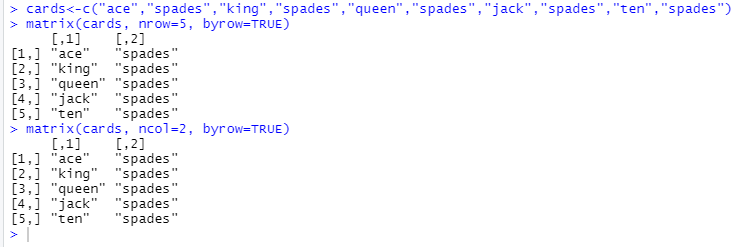 > cards<-c("ace","spades","king","spades","queen","spades","jack","spades","ten","spades")
> matrix(cards, nrow=5, byrow=TRUE)
     [,1]    [,2]
[1,] "ace"   "spades"
[2,] "king"  "spades"
[3,] "queen" "spades"
[4,] "jack"  "spades"
[5,] "ten"   "spades"
> matrix(cards, ncol=2, byrow=TRUE)
     [,1]    [,2]
[1,] "ace"   "spades"
[2,] "king"  "spades"
[3,] "queen" "spades"
[4,] "jack"  "spades"
[5,] "ten"   "spades"
>